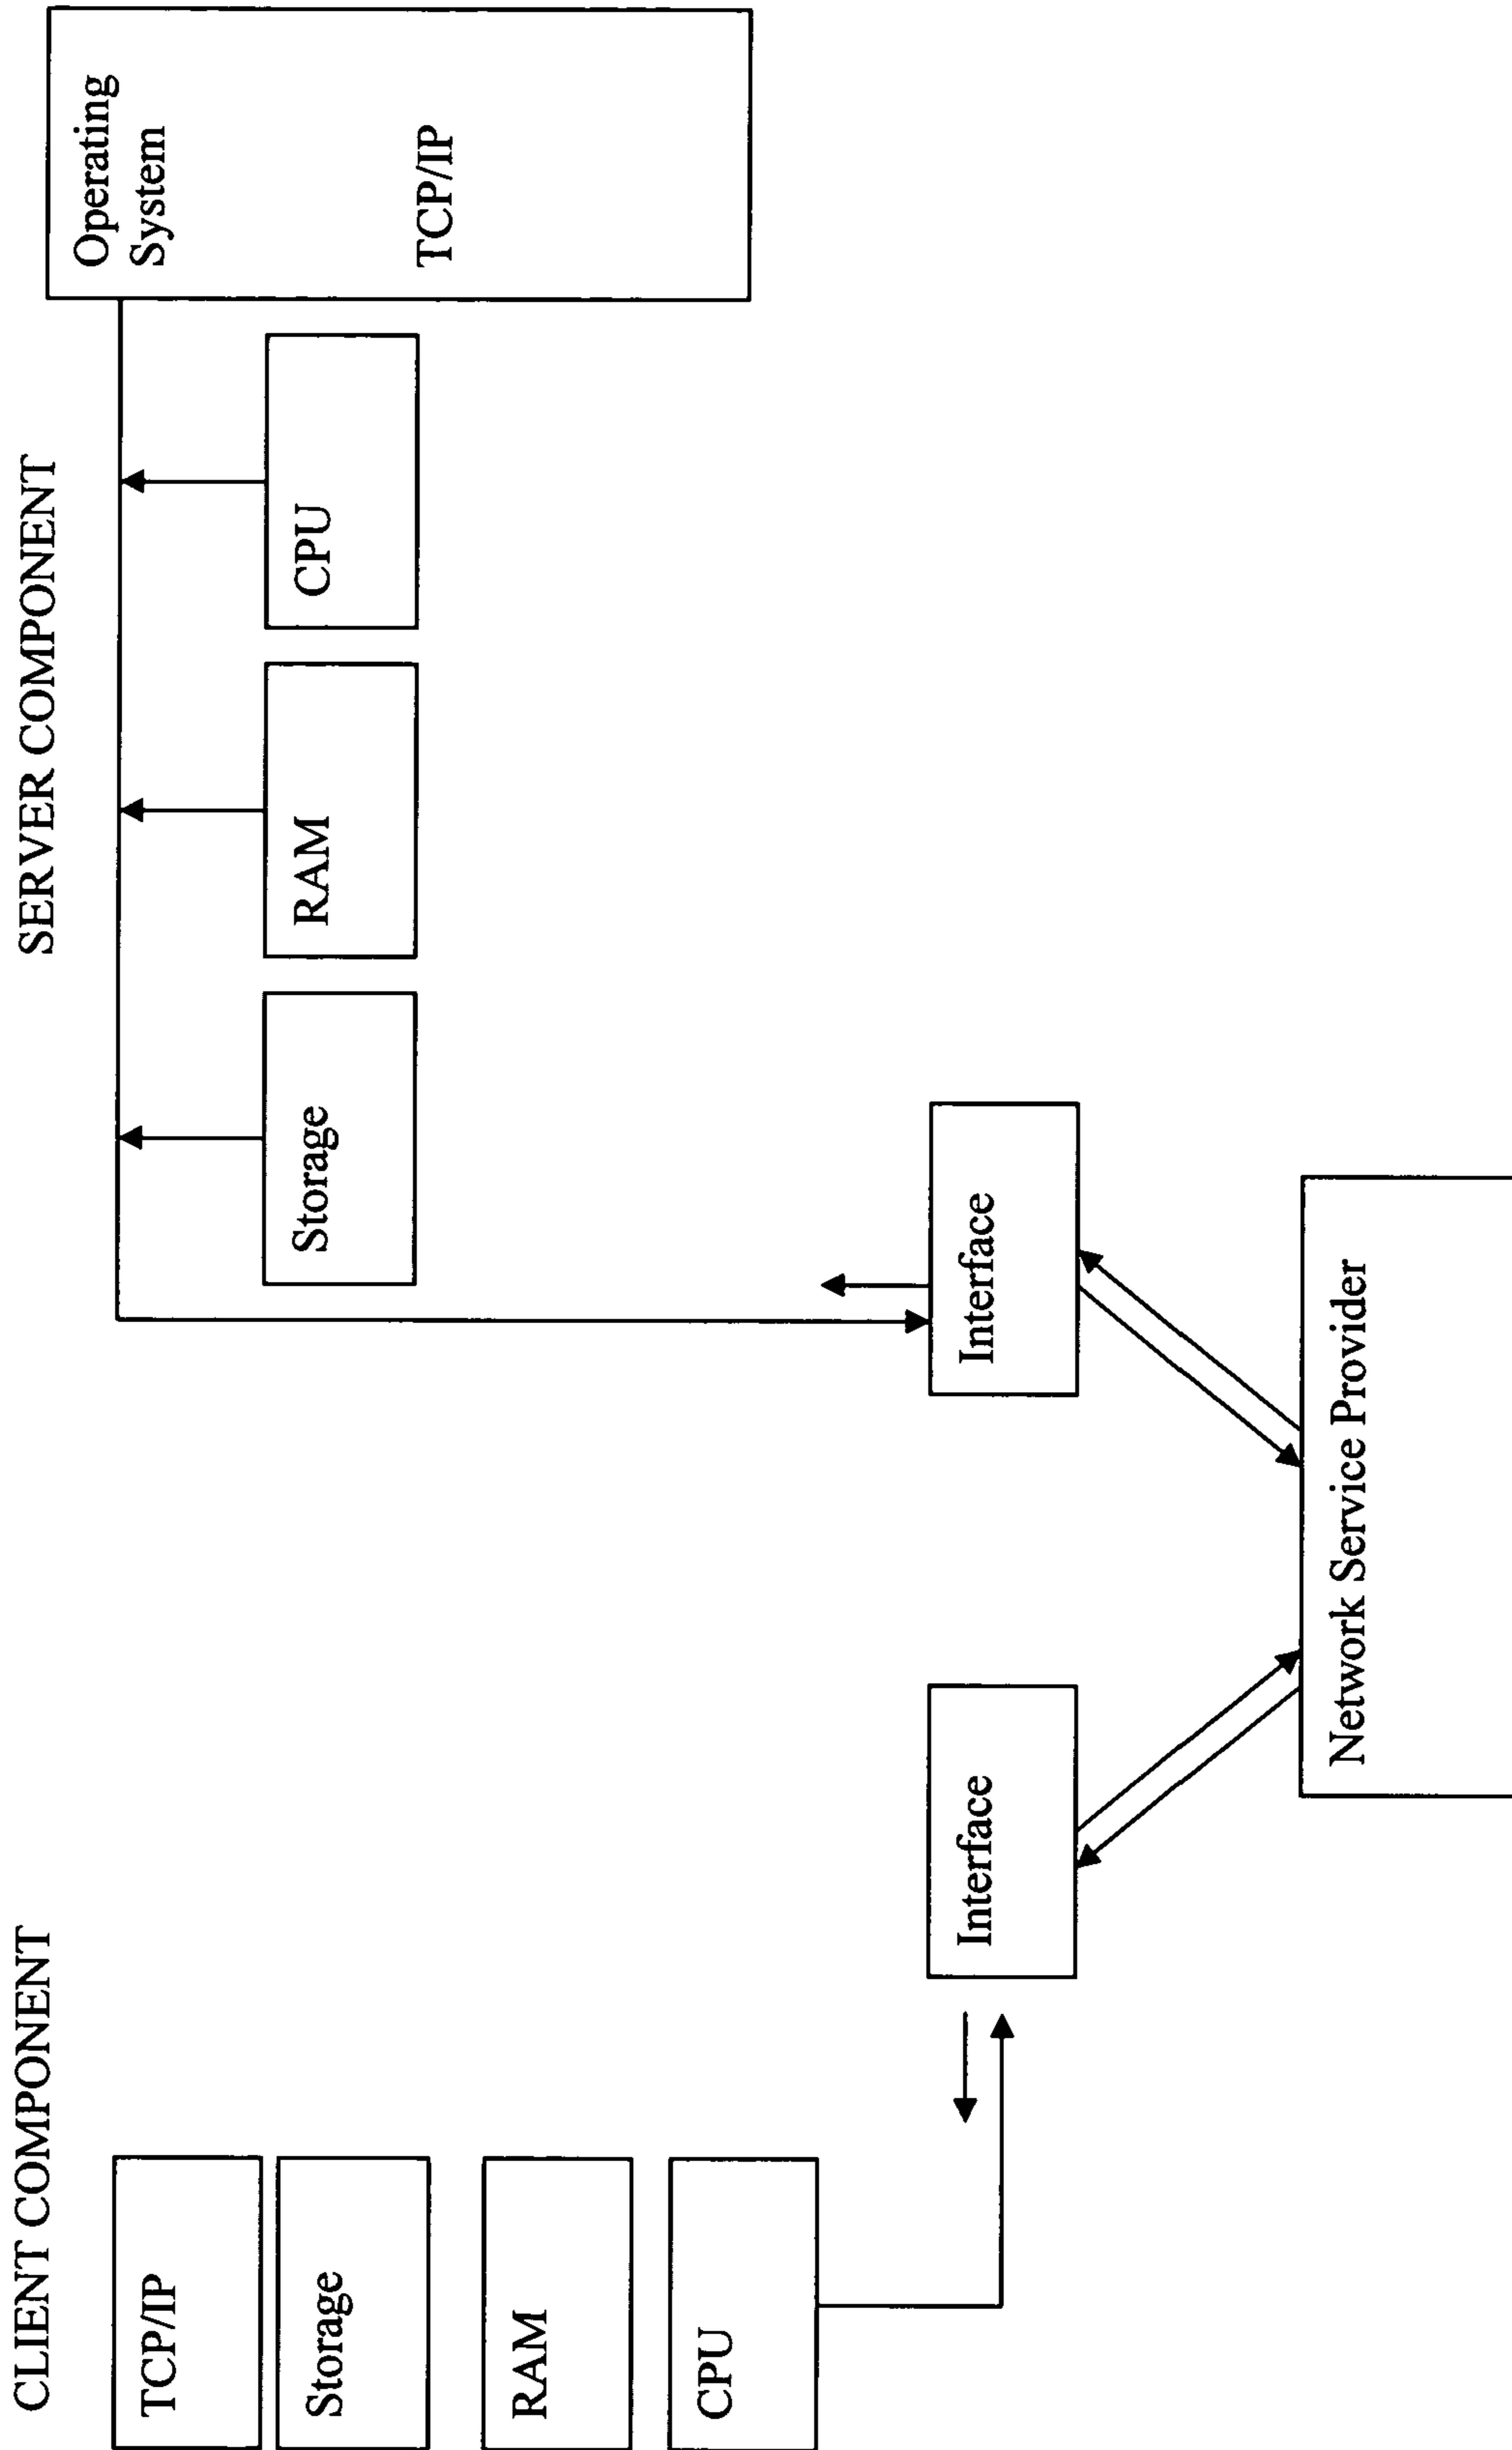 CLIENT COMPONENT
TCP/IP
Storage
RAM
CPU
Interface
SERVER COMPONENT
Storage
RAM
CPU
Operating
System
TCP/IP
Interface
Network Service Provider